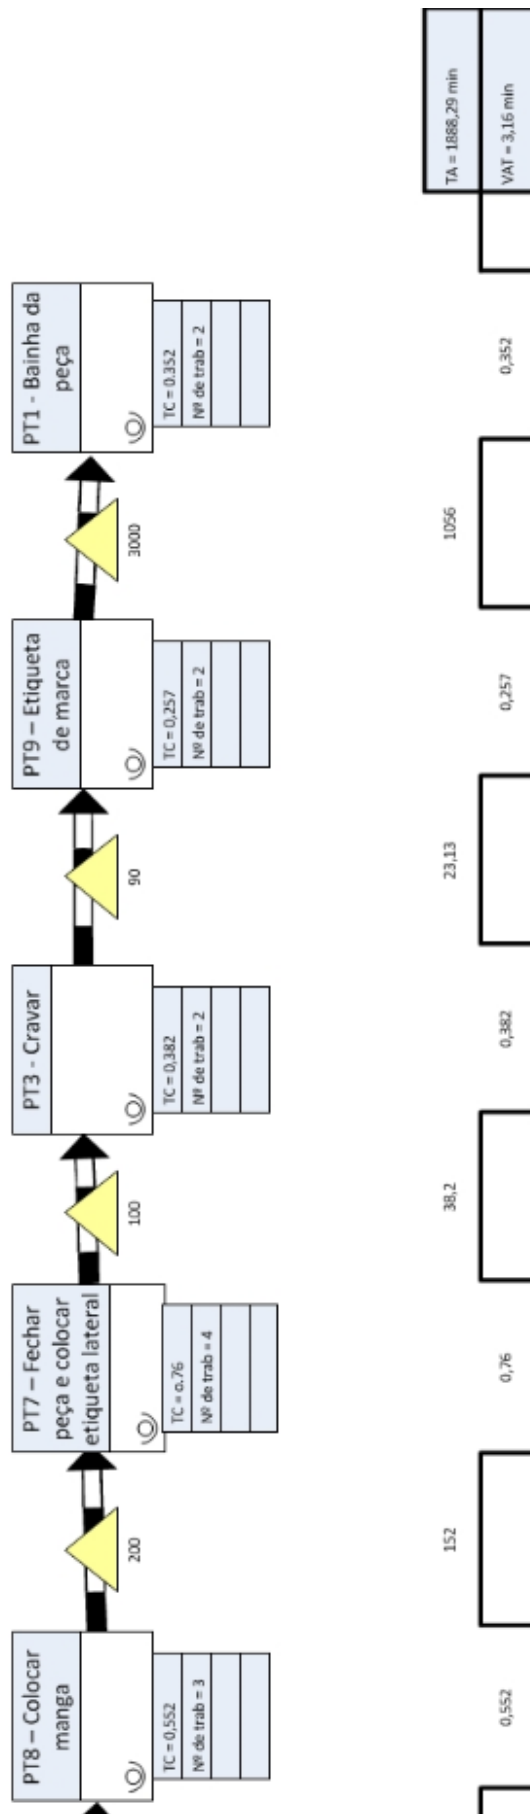 PT8 – Colocar
manga
TC = 0,552
Nº de trab = 3
200
PT7 – Fechar
peça e colocar
etiqueta lateral
TC = 0.76
Nº de trab = 4
100
PT3 - Cravar
TC = 0,382
Nº de trab = 2
90
PT9 – Etiqueta
de marca
TC = 0,257
Nº de trab = 2
3000
PT1 - Bainha da
peça
TC = 0.352
Nº de trab = 2
0,552
152
0,76
38,2
0,382
23,13
0,257
1056
0,352
TA = 1888,29 min
VAT = 3,16 min